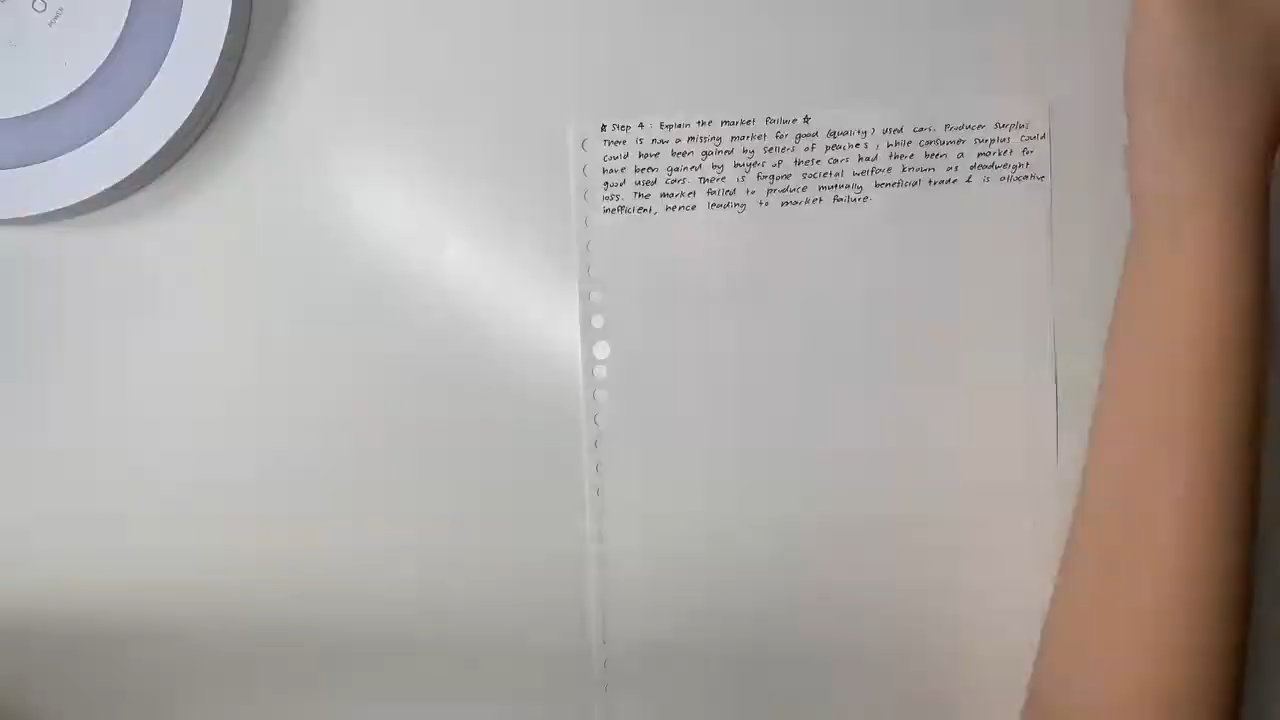 POWER
☆ Step 4 : Explain the market failure ☆
There is now a missing market for good (quality) used cars. Producer surplus
could have been gained by sellers of peaches, while consumer surplus could
have been gained by buyers of these cars had there been a market for
good used cars. There is forgone societal welfare known as deadweight
loss. The market failed to produce mutually beneficial trade & is allocative
inefficient, hence leading to market failure.